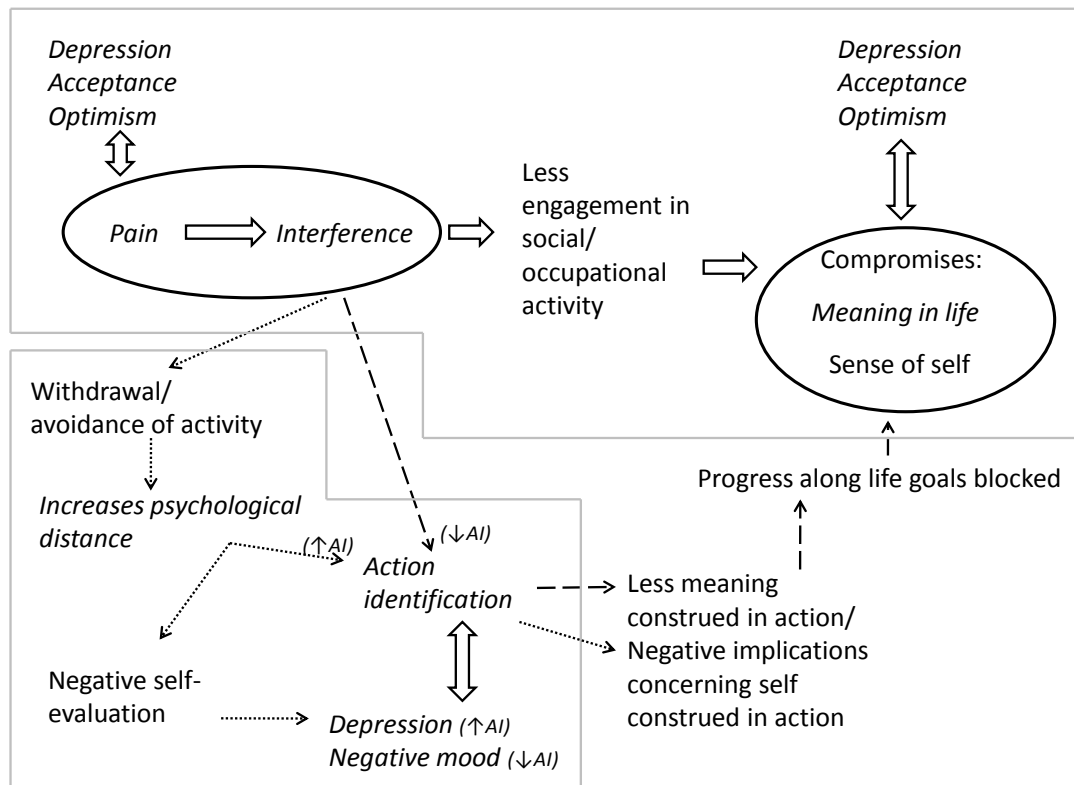 Depression
Acceptance
Optimism
Depression
Acceptance
Optimism
Pain
Interference
Less
engagement in
social/
occupational
activity
Compromises:
Meaning in life
Sense of self
Withdrawal/
avoidance of activity
Increases psychological
distance
(↑AI)
(↓AI)
Action
identification
Progress along life goals blocked
Less meaning
construed in action/
Negative implications
concerning self
construed in action
Negative self-
evaluation
Depression (↑AI)
Negative mood (↓AI)